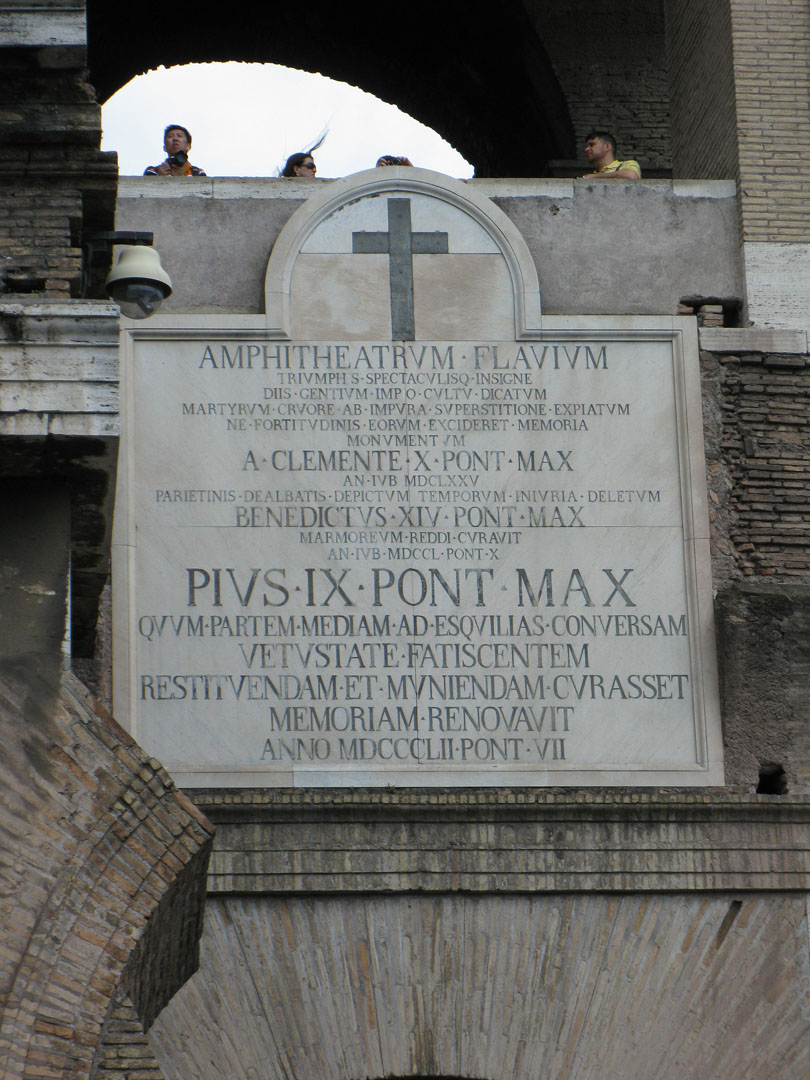 AMPHITHEATRVM·FLAVIVM
TRIVMPHIS·SPECTACVLISQ·INSIGNE
DIIS·GENTIVM·IMPIO·CVLTV·DICATVM
MARTYRVM·CRVORE·AB·IMPVRA·SVPERSTITIONE·EXPIATVM
NE·FORTITVDINIS·EORVM·EXCIDERET·MEMORIA
MONVMENTVM
A·CLEMENTE·X·PONT·MAX
AN·IVB·MDCLXXV
PARIETINIS·DEALBATIS·DEPICTVM·TEMPORVM·INIVRIA·DELETVM
BENEDICTVS·XIV·PONT·MAX
MARMOREVM·REDDI·CVRAVIT
AN·IVB·MDCCL·PONT·X
PIVS·IX·PONT·MAX
QVVM·PARTEM·MEDIAM·AD·ESQVILIAS·CONVERSAM
VETVSTATE·FATISCENTEM
RESTITVENDAM·ET·MVNIENDAM·CVRASSET
MEMORIAM·RENOVAVIT
ANNO MDCCCLII·PONT·VII